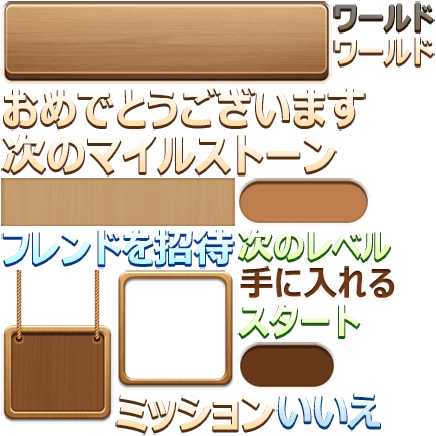 ワールド
ワールド
おめでとうございます
次のマイルストーン
フレンドを招待
次のレベル
手に入れる
スタート
ミッション
いいえ